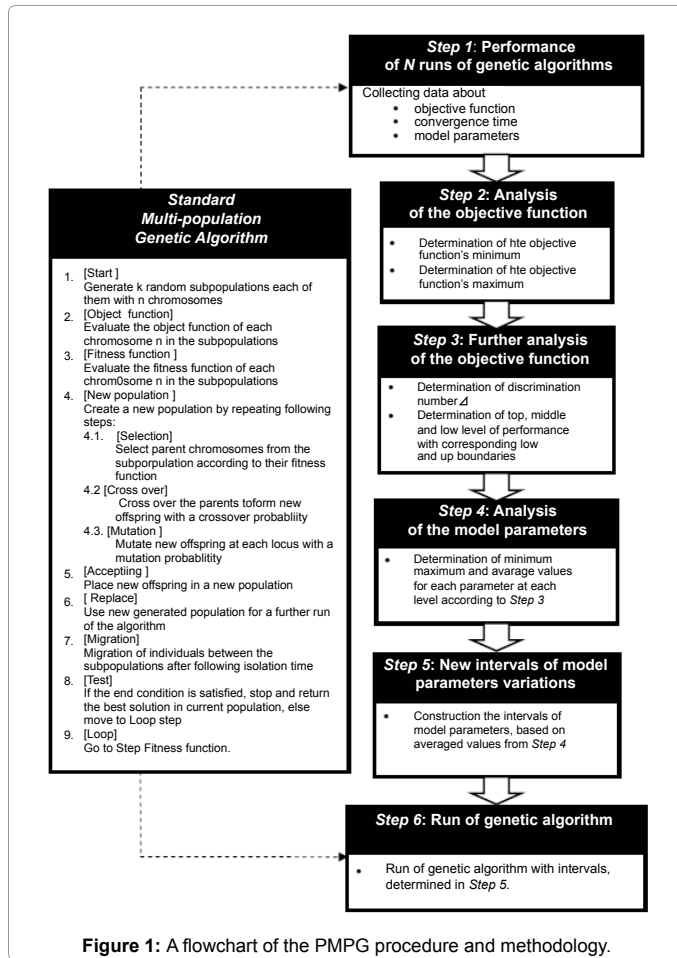 Step 1: Performance
of N runs of genetic algorithms
Collecting data about
• objective function
• convergence time
• model parameters
Standard
Multi-population
Genetic Algorithm
1. [Start ]
Generate k random subpopulations each of
them with n chromosomes
2. [Object function]
Evaluate the object function of each
chromosome n in the subpopulations
3. [Fitness function ]
Evaluate the fitness function of each
chrom0some n in the subpopulations
4. [New population ]
Create a new population by repeating following
steps:
4.1. [Selection]
Select parent chromosomes from the
subporpulation according to their fitness
function
4.2 [Cross over]
Cross over the parents toform new
offspring with a crossover probabliity
4.3. [Mutation ]
Mutate new offspring at each locus with a
mutation probablitity
5. [Acceptiing ]
Place new offspring in a new population
6. [ Replace]
Use new generated population for a further run
of the algorithm
7. [Migration]
Migration of individuals between the
subpopulations after following isolation time
8. [Test]
If the end condition is satisfied, stop and return
the best solution in current population, else
move to Loop step
9. [Loop]
Go to Step Fitness function.
Step 2: Analysis
of the objective function
• Determination of hte objective
function's minimum
• Determination of hte objective
function's maximum
Step 3: Further analysis
of the objective function
• Determination of discrimination
number⊿
• Determination of top, middle
and low level of performance
with corresponding low
and up boundaries
Step 4: Analysis
of the model parameters
• Determination of minimum
maximum and avarage values
for each parameter at each
level according to Step 3
Step 5: New intervals of model
parameters variations
• Construction the intervals of
model parameters, based on
averaged values from Step 4
Step 6: Run of genetic algorithm
• Run of genetic algorithm with intervals,
determined in Step 5.
Figure 1: A flowchart of the PMPG procedure and methodology.